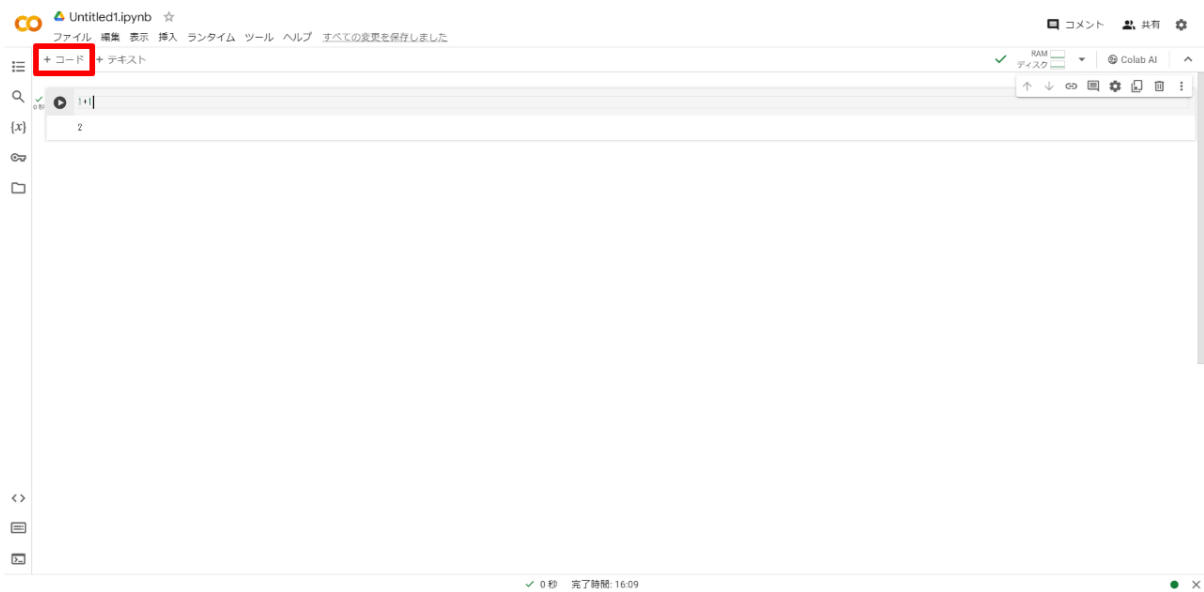 Untitled1.ipynb
コメント 共有
ファイル 編集 表示 挿入 ランタイム ツール ヘルプ すべての変更を保存しました
+ コード + テキスト
RAM
ディスク
Colab AI
{x}
0 秒
1+1
2
✓ 0 秒 完了時間: 16:09